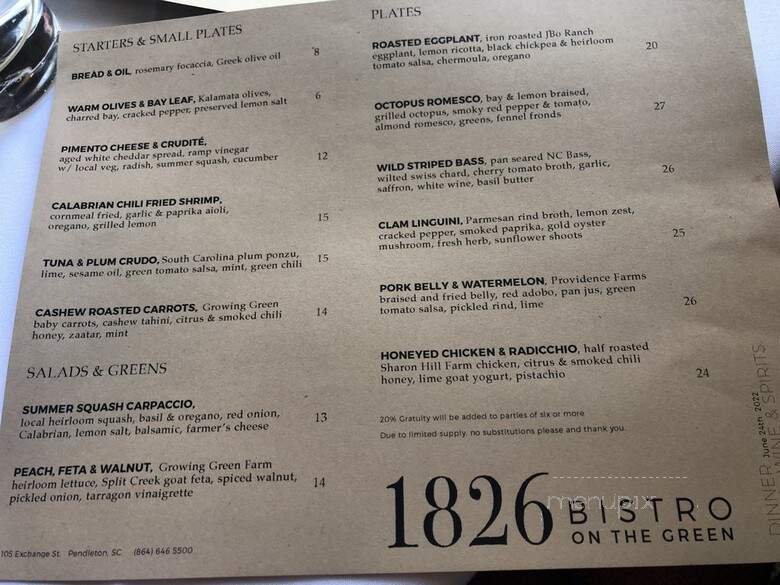 STARTERS & SMALL PLATES
BREAD & OIL, rosemary focaccia, Greek olive oil 8
WARM OLIVES & BAY LEAF, Kalamata olives,
charred bay, cracked pepper, preserved lemon salt 6
PIMENTO CHEESE & CRUDITÉ,
aged white cheddar spread, ramp vinegar
w/ local veg, radish, summer squash, cucumber 12
CALABRIAN CHILI FRIED SHRIMP,
cornmeal fried, garlic & paprika aioli,
oregano, grilled lemon 15
TUNA & PLUM CRUDO, South Carolina plum ponzu,
lime, sesame oil, green tomato salsa, mint, green chili 15
CASHEW ROASTED CARROTS, Growing Green
baby carrots, cashew tahini, citrus & smoked chili
honey, zaatar, mint 14
SALADS & GREENS
SUMMER SQUASH CARPACCIO,
local heirloom squash, basil & oregano, red onion,
Calabrian, lemon salt, balsamic, farmer's cheese 13
PEACH, FETA & WALNUT, Growing Green Farm
heirloom lettuce, Split Creek goat feta, spiced walnut,
pickled onion, tarragon vinaigrette 14
105 Exchange St. Pendleton, SC (864) 646 5500
PLATES
ROASTED EGGPLANT, iron roasted JBo Ranch
eggplant, lemon ricotta, black chickpea & heirloom
tomato salsa, chermoula, oregano 20
OCTOPUS ROMESCO, bay & lemon braised,
grilled octopus, smoky red pepper & tomato,
almond romesco, greens, fennel fronds 27
WILD STRIPED BASS, pan seared NC Bass,
wilted swiss chard, cherry tomato broth, garlic,
saffron, white wine, basil butter 26
CLAM LINGUINI, Parmesan rind broth, lemon zest,
cracked pepper, smoked paprika, gold oyster
mushroom, fresh herb, sunflower shoots 25
PORK BELLY & WATERMELON, Providence Farms
braised and fried belly, red adobo, pan jus, green
tomato salsa, pickled rind, lime 26
HONEYED CHICKEN & RADICCHIO, half roasted
Sharon Hill Farm chicken, citrus & smoked chili
honey, lime goat yogurt, pistachio 24
20% Gratuity will be added to parties of six or more
Due to limited supply, no substitutions please and thank you.
1826 BISTRO
ON THE GREEN
menupix
DINNER June 24th 2022
WINE & SPIRITS